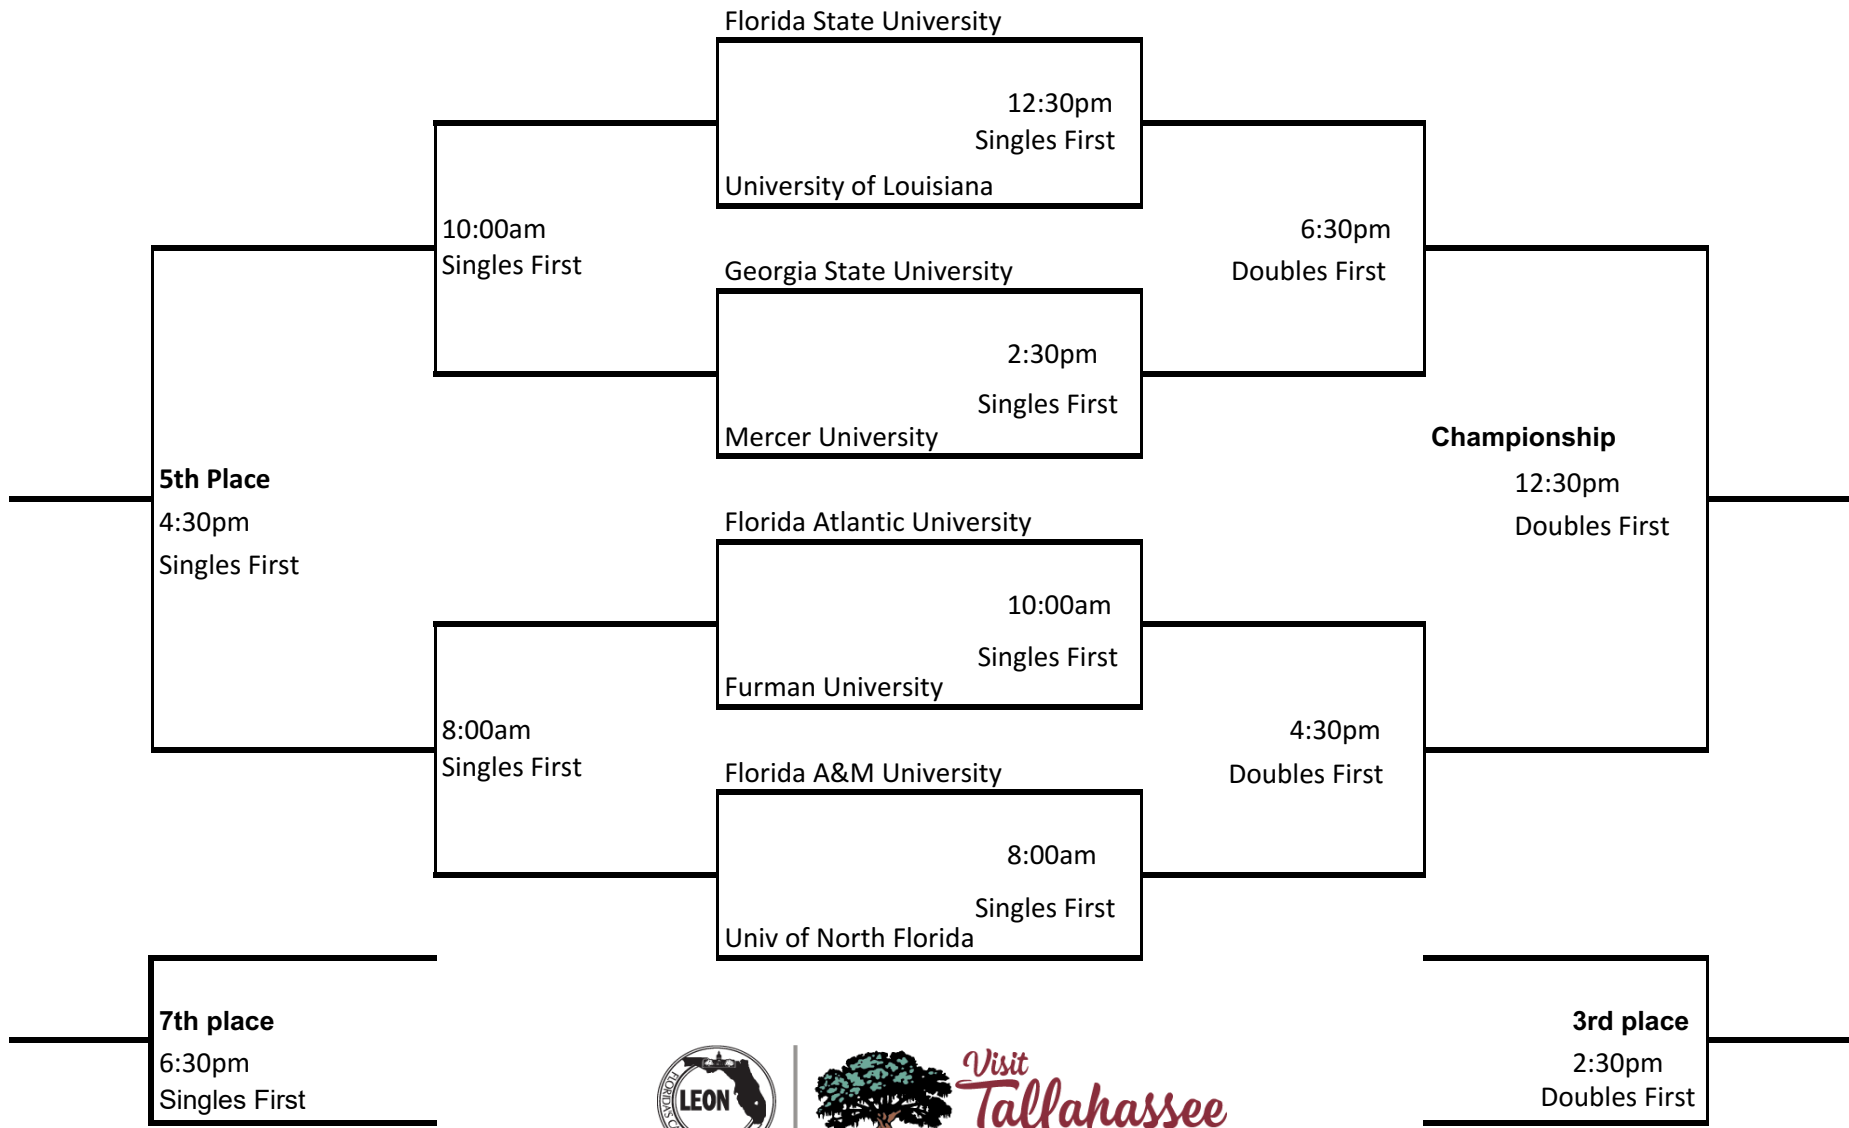 Florida State University
12:30pm
Singles First
University of Louisiana
10:00am
Singles First
6:30pm
Doubles First
Georgia State University
2:30pm
Singles First
Mercer University
Championship
12:30pm
Doubles First
5th Place
4:30pm
Singles First
Florida Atlantic University
10:00am
Singles First
Furman University
8:00am
Singles First
4:30pm
Doubles First
Florida A&M University
8:00am
Singles First
Univ of North Florida
7th place
6:30pm
Singles First
3rd place
2:30pm
Doubles First
LEON
Visit
Tallahassee